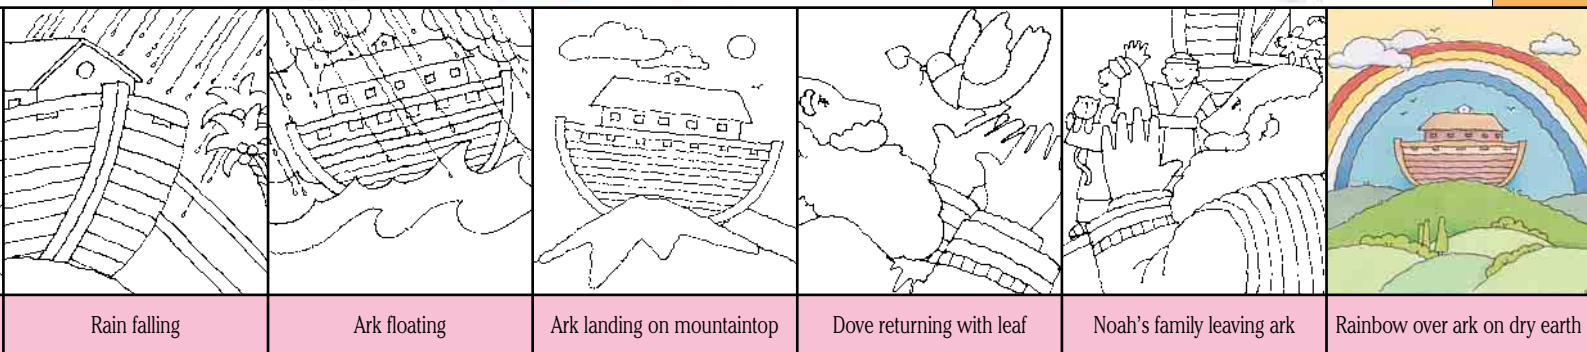 Rain falling
Ark floating
Ark landing on mountaintop
Dove returning with leaf
Noah's family leaving ark
Rainbow over ark on dry earth